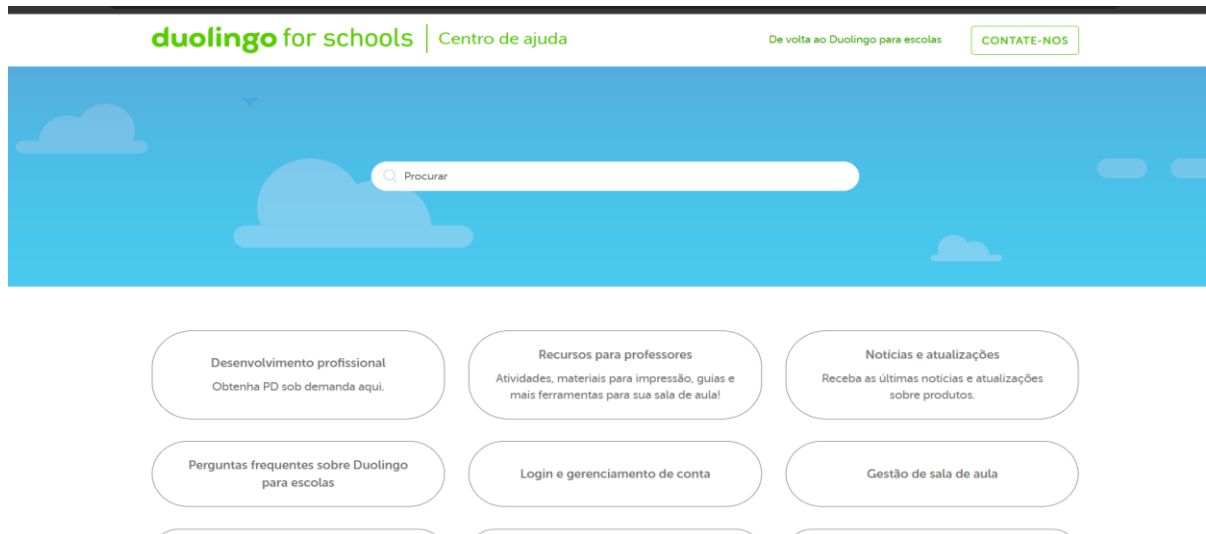 duolingo for schools Centro de ajuda
De volta ao Duolingo para escolas
CONTATE-NOS
Procurar
Desenvolvimento profissional
Obtenha PD sob demanda aqui.
Recursos para professores
Atividades, materiais para impressão, guias e
mais ferramentas para sua sala de aula!
Notícias e atualizações
Receba as últimas notícias e atualizações
sobre produtos.
Perguntas frequentes sobre Duolingo
para escolas
Login e gerenciamento de conta
Gestão de sala de aula